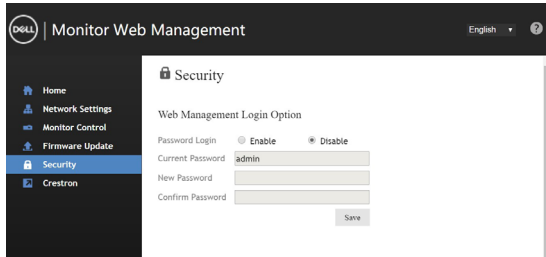 DELL | Monitor Web Management
English
?
Home
Network Settings
Monitor Control
Firmware Update
Security
Crestron
Security
Web Management Login Option
Password Login Enable Disable
Current Password admin
New Password
Confirm Password
Save